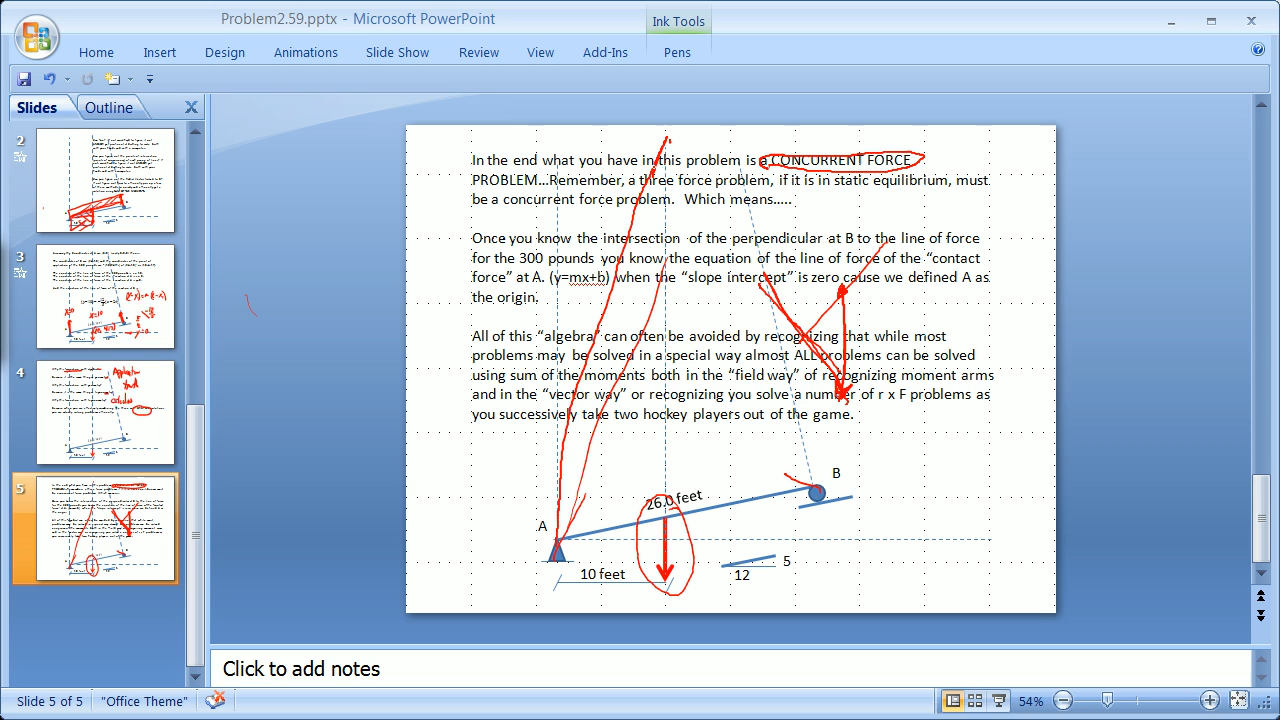 Problem2.59.pptx - Microsoft PowerPoint
Ink Tools
Home Insert Design Animations Slide Show Review View Add-Ins Pens
Slides Outline
2
3
4
5
In the end what you have in this problem is a CONCURRENT FORCE
PROBLEM...Remember, a three force problem, if it is in static equilibrium, must
be a concurrent force problem. Which means.....
Once you know the intersection of the perpendicular at B to the line of force
for the 300 pounds you know the equation of the line of force of the “contact
force” at A. (y=mx+b) when the “slope intercept” is zero cause we defined A as
the origin.
All of this “algebra” can often be avoided by recognizing that while most
problems may be solved in a special way almost ALL problems can be solved
using sum of the moments both in the “field way” of recognizing moment arms
and in the “vector way” or recognizing you solve a number of r x F problems as
you successively take two hockey players out of the game.
B
26.0 feet
A
5
10 feet
12
Click to add notes
Slide 5 of 5 "Office Theme" 54%